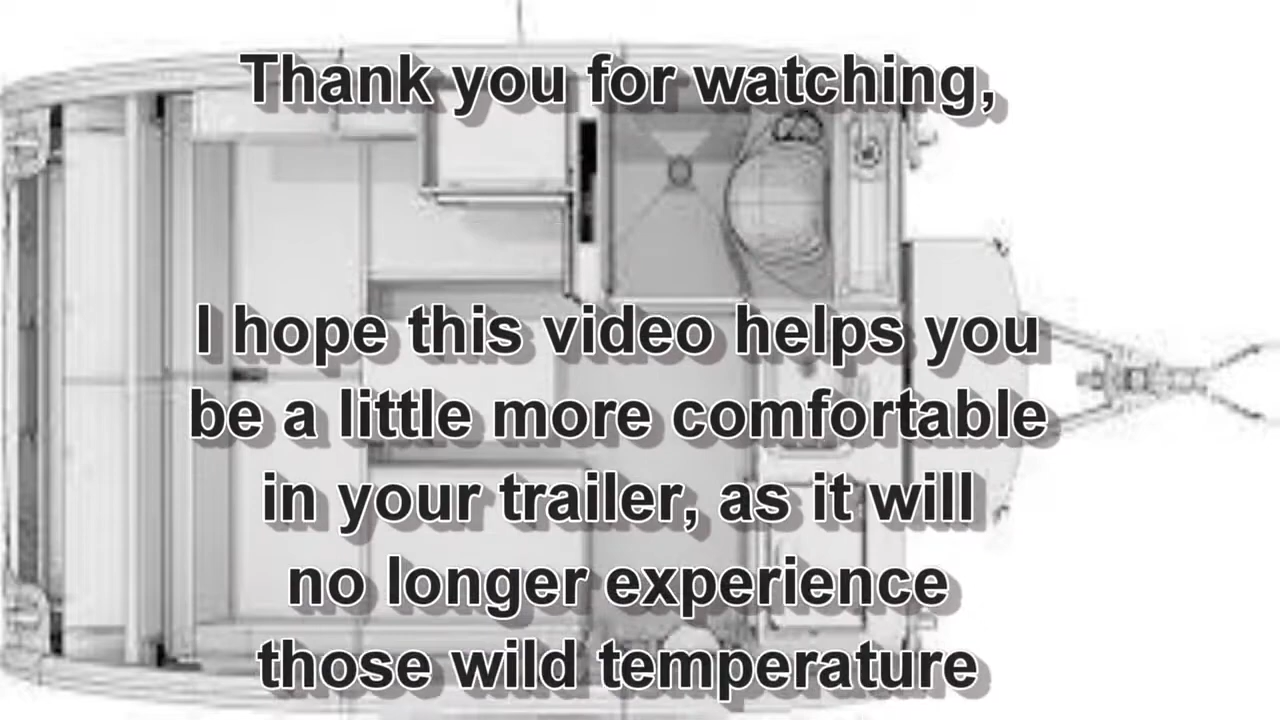 Thank you for watching,
I hope this video helps you
be a little more comfortable
in your trailer, as it will
no longer experience
those wild temperature